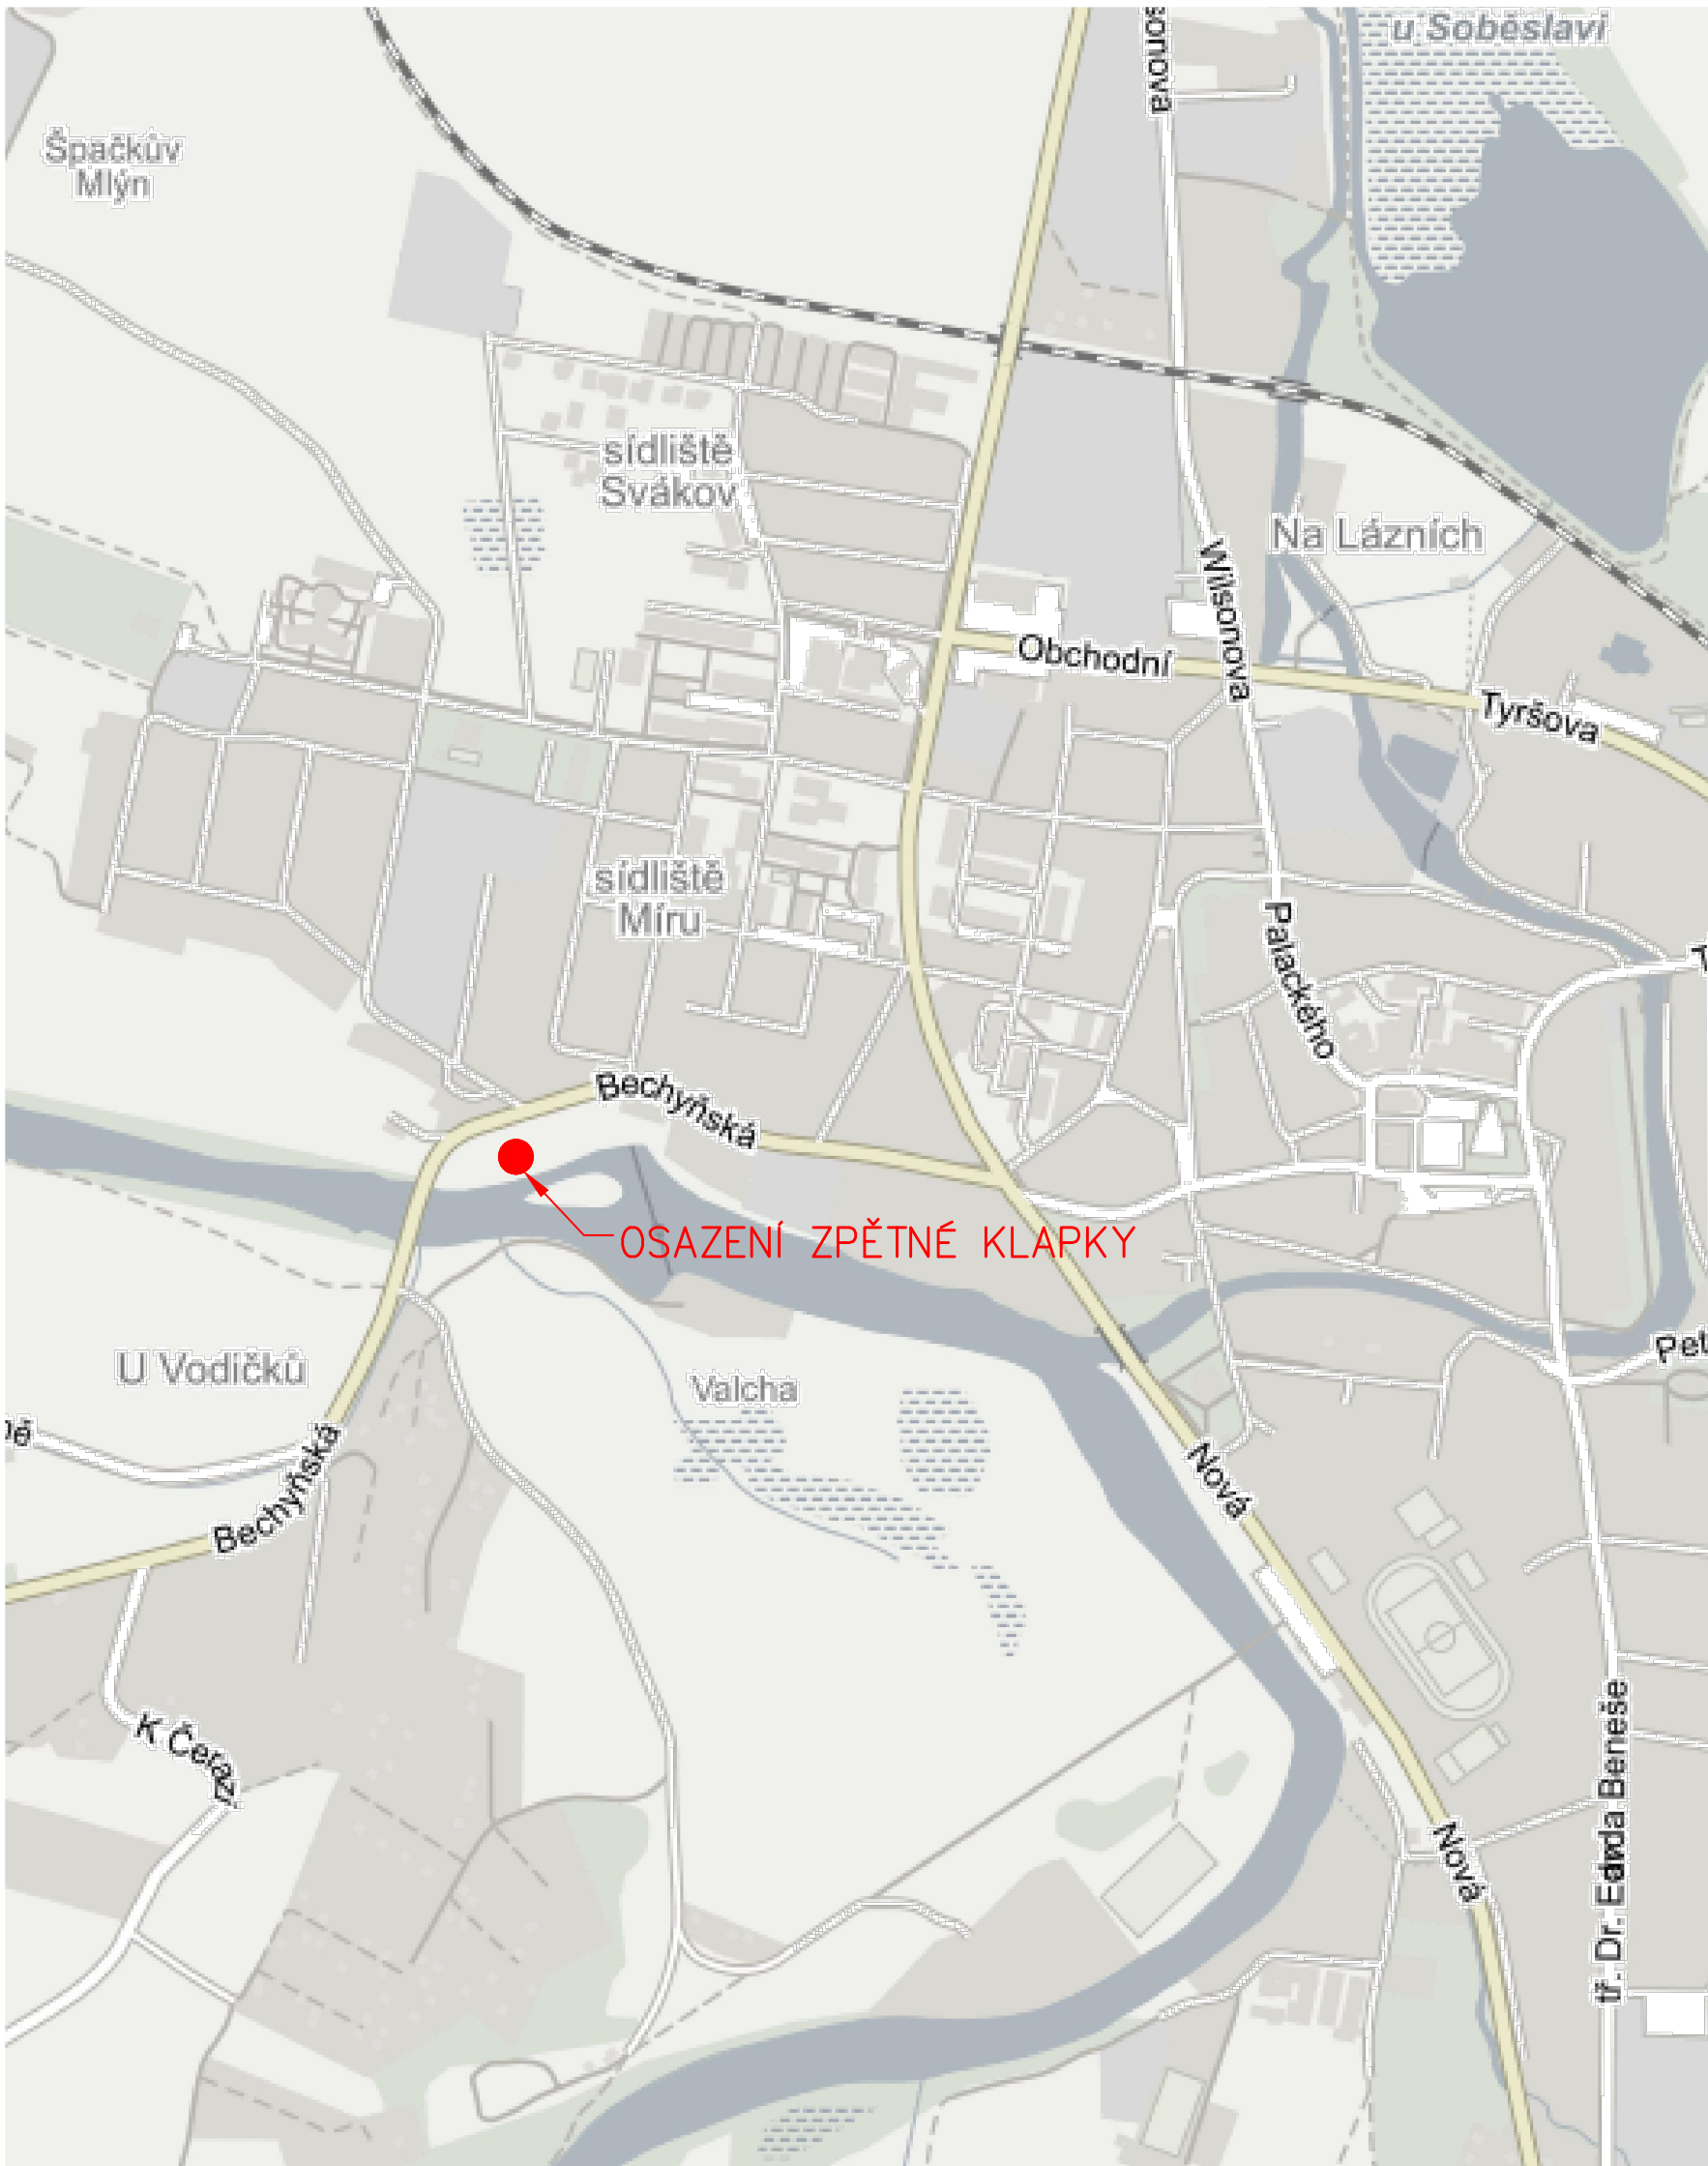 sonova
u Soběslavi
Špačkův
Mlýn
sídliště
Svákov
Na Lázních
Wilsonova
Obchodní
Tyršova
sídliště
Míru
Palackého
T
Bechyňská
OSAZENÍ ZPĚTNÉ KLAPKY
U Vodičků
Valcha
Pet
né
Bechyňská
Nová
K Čeraz
tř. Dr. Edvarda Beneše
Nová